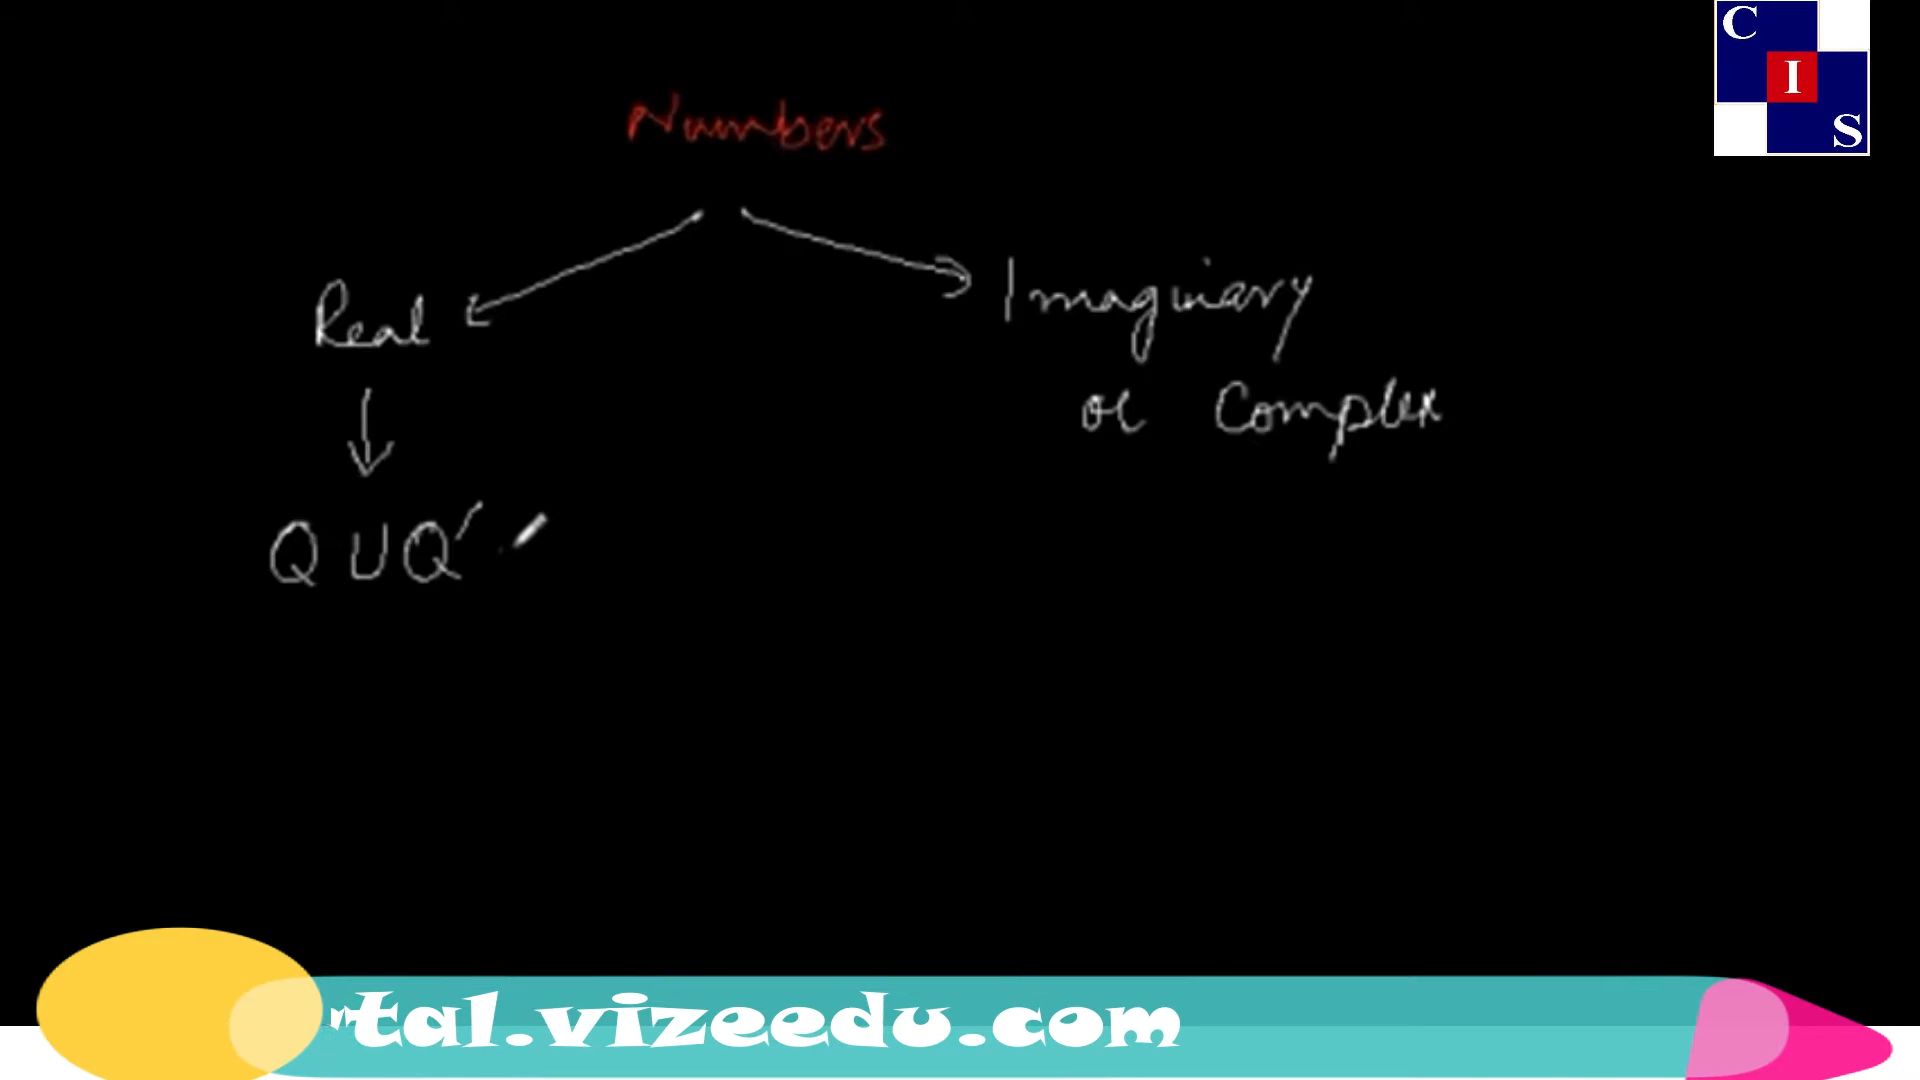 C
I
S
Numbers
Real
Imaginary
or Complex
Q U Q'
tal.vizeedu.com